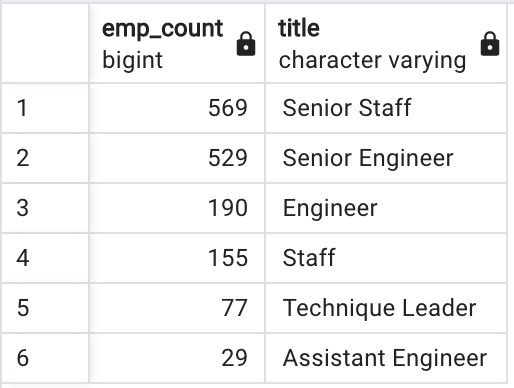 emp_count title
bigint character varying
1 569 Senior Staff
2 529 Senior Engineer
3 190 Engineer
4 155 Staff
5 77 Technique Leader
6 29 Assistant Engineer